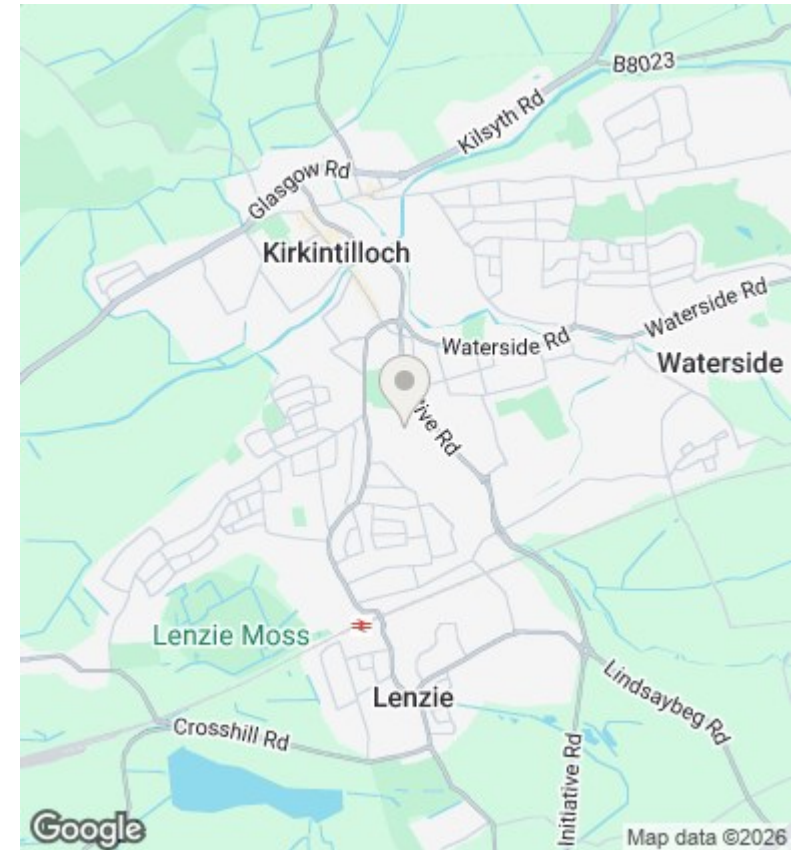 B8023
Kilsyth Rd
Glasgow Rd
Kirkintilloch
Waterside Rd
Waterside Rd
Waterside
Rd
Lenzie Moss
Lenzie
Crosshill Rd
Lindsaybeg Rd
Initiative Rd
Google
Map data ©2026